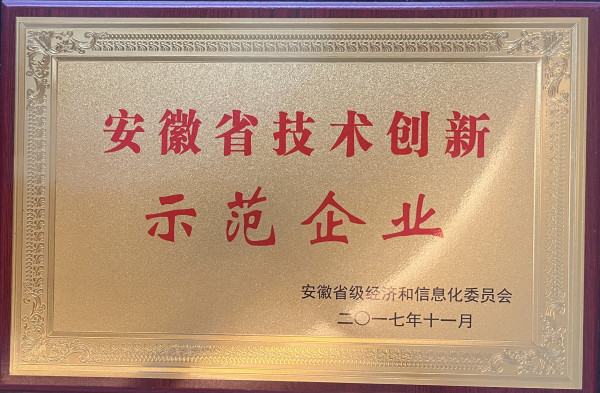 安徽省技术创新
示范企业
安徽省级经济和信息化委员会
二〇一七年十一月